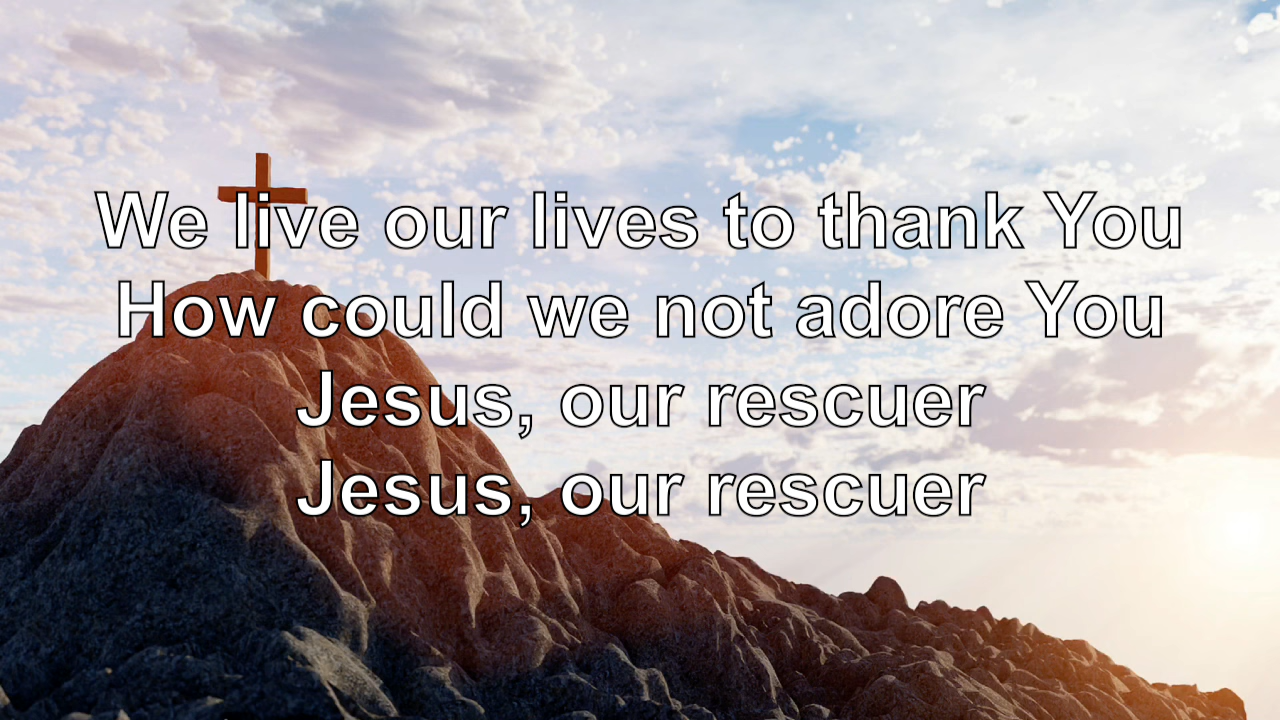 We live our lives to thank You
How could we not adore You
Jesus, our rescuer
Jesus, our rescuer